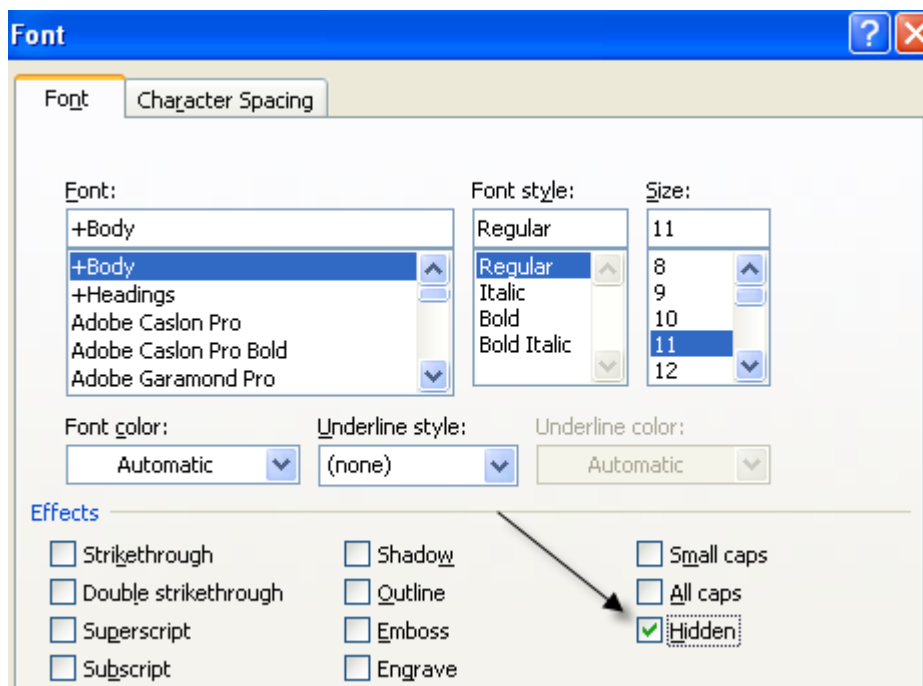 Font
Font Character Spacing
Font: Font style: Size:
+Body Regular 11
+Body Regular 8
+Headings Italic 9
Adobe Caslon Pro Bold 10
Adobe Caslon Pro Bold Bold Italic 11
Adobe Garamond Pro 12
Font color: Underline style: Underline color:
Automatic (none) Automatic
Effects
Strikethrough Shadow Small caps
Double strikethrough Outline All caps
Superscript Emboss Hidden
Subscript Engrave